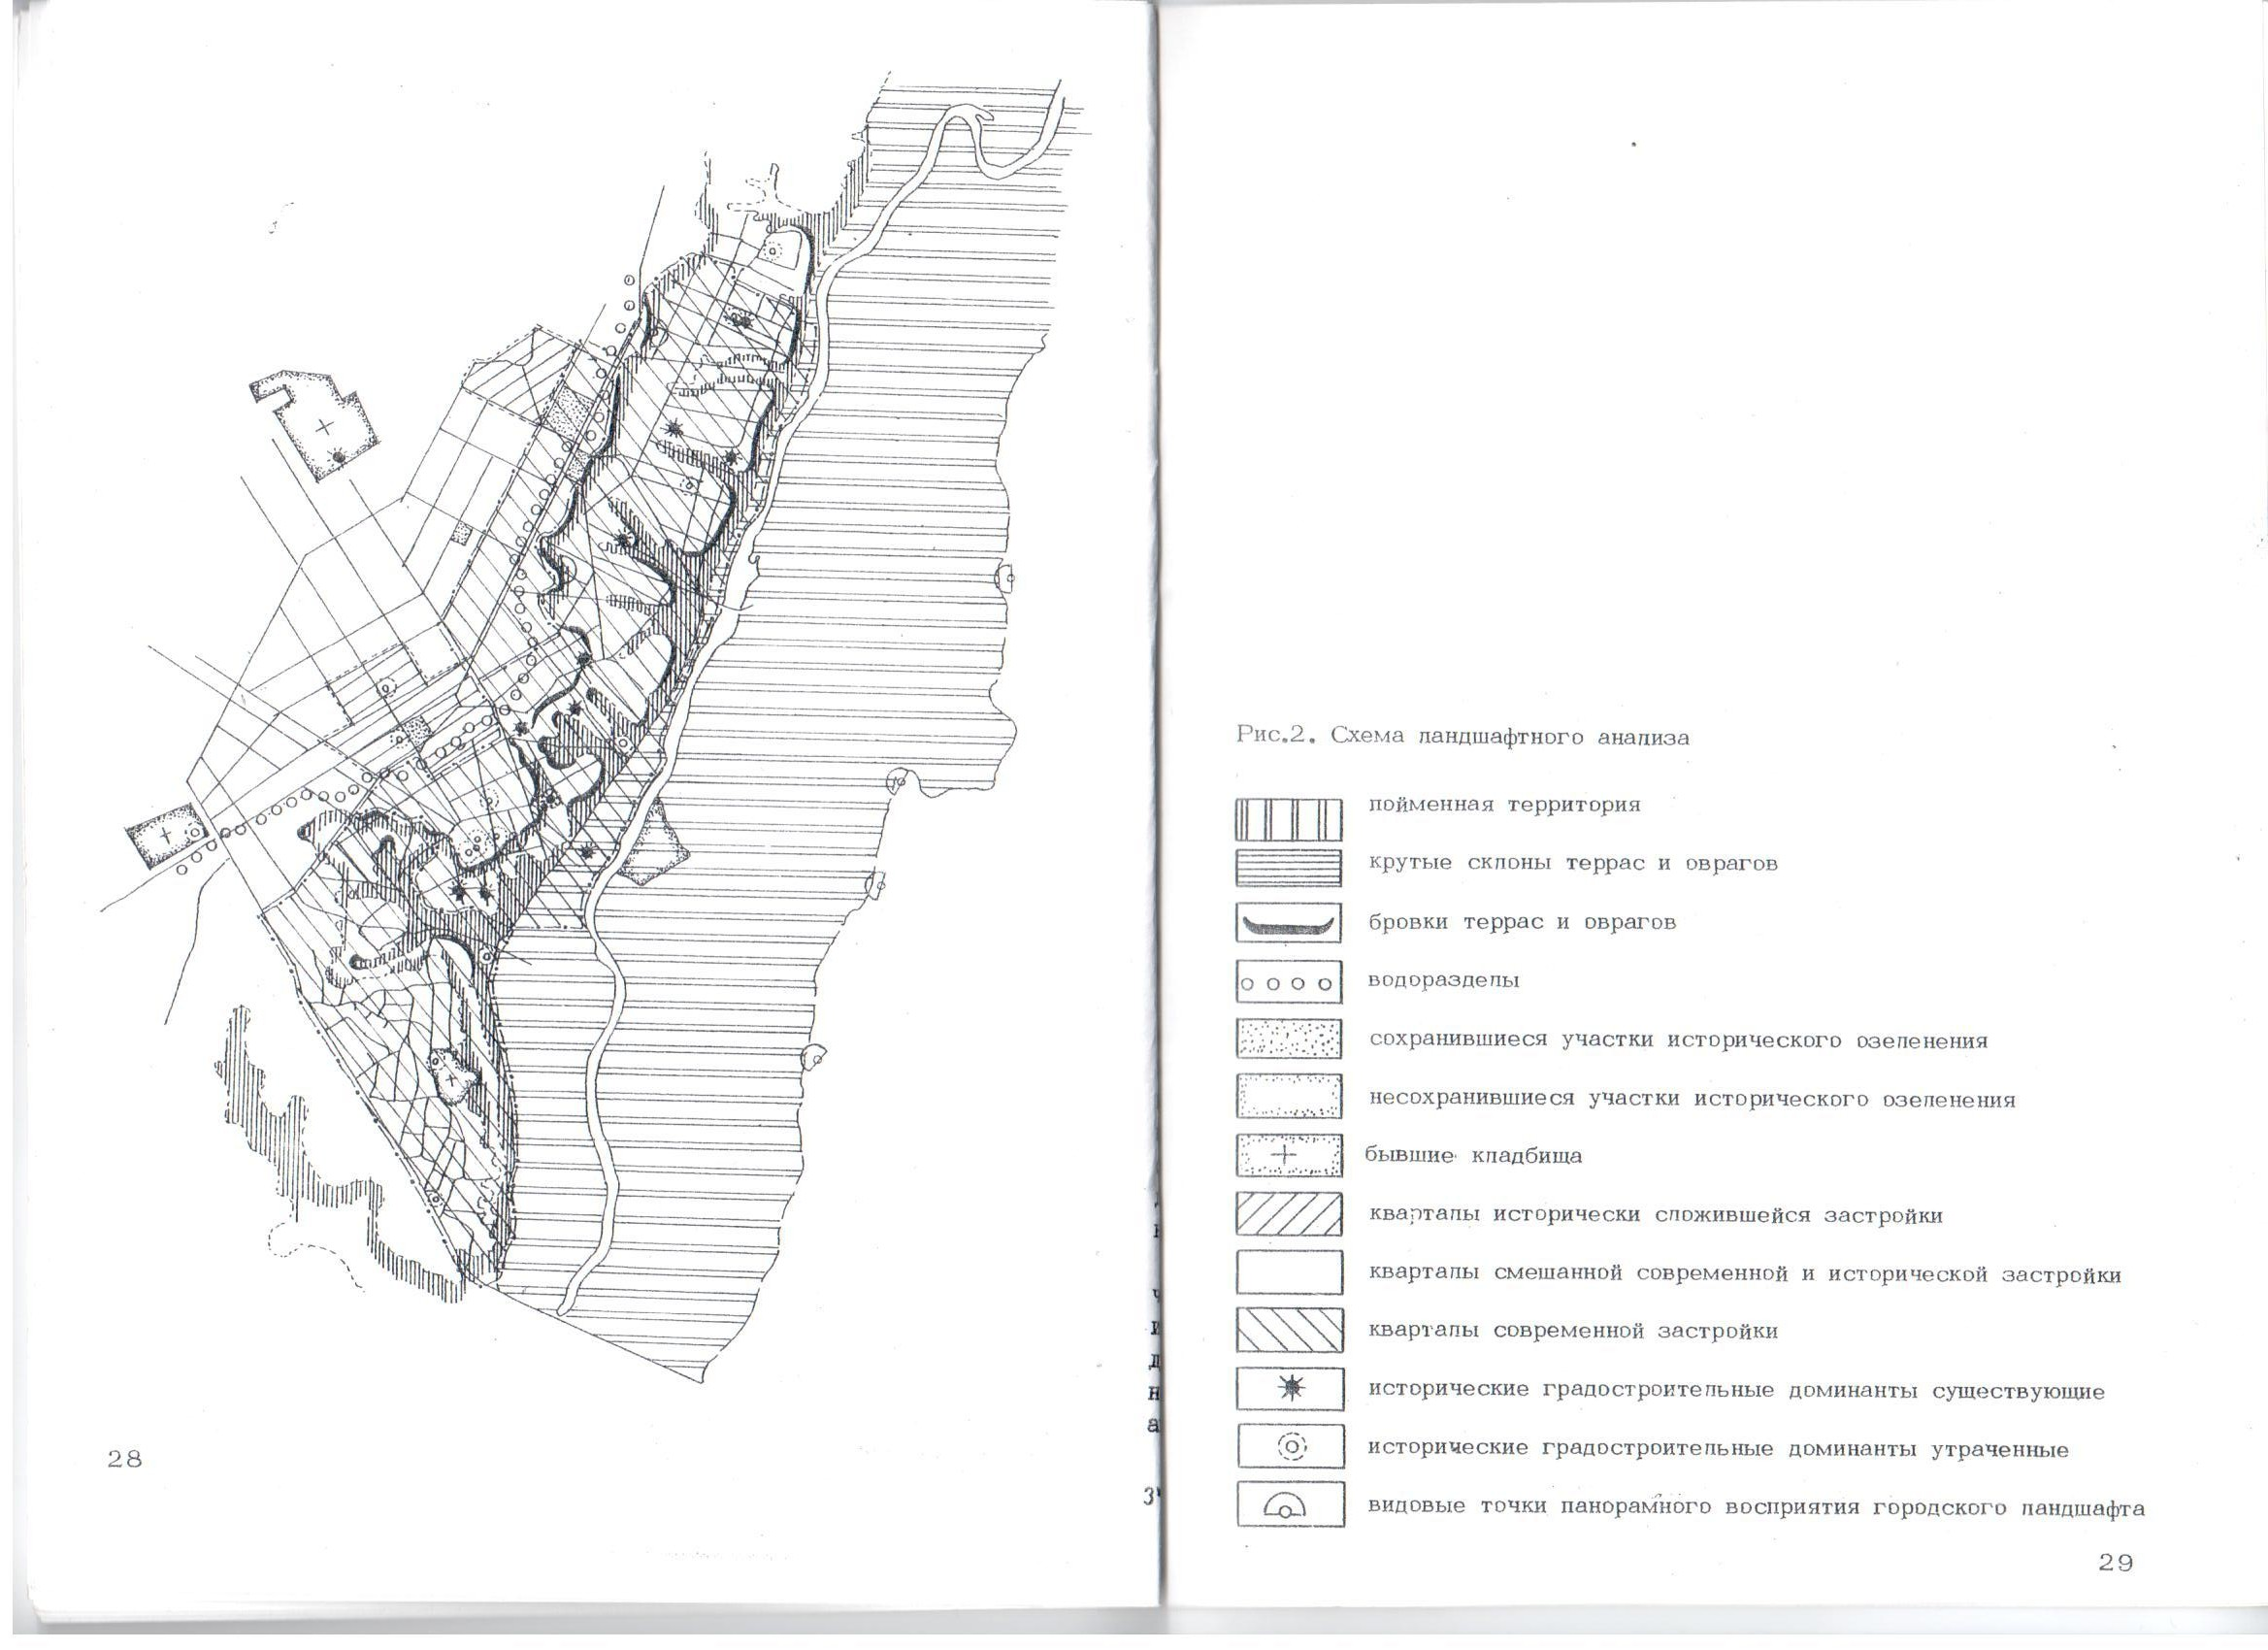 28
Рис.2. Схема ландшафтного анализа
пойменная территория
крутые склоны террас и оврагов
бровки террас и оврагов
водоразделы
сохранившиеся участки исторического озеленения
несохранившиеся участки исторического озеленения
бывшие кладбища
кварталы исторически сложившейся застройки
кварталы смешанной современной и исторической застройки
кварталы современной застройки
исторические градостроительные доминанты существующие
исторические градостроительные доминанты утраченные
видовые точки панорамного восприятия городского ландшафта
29